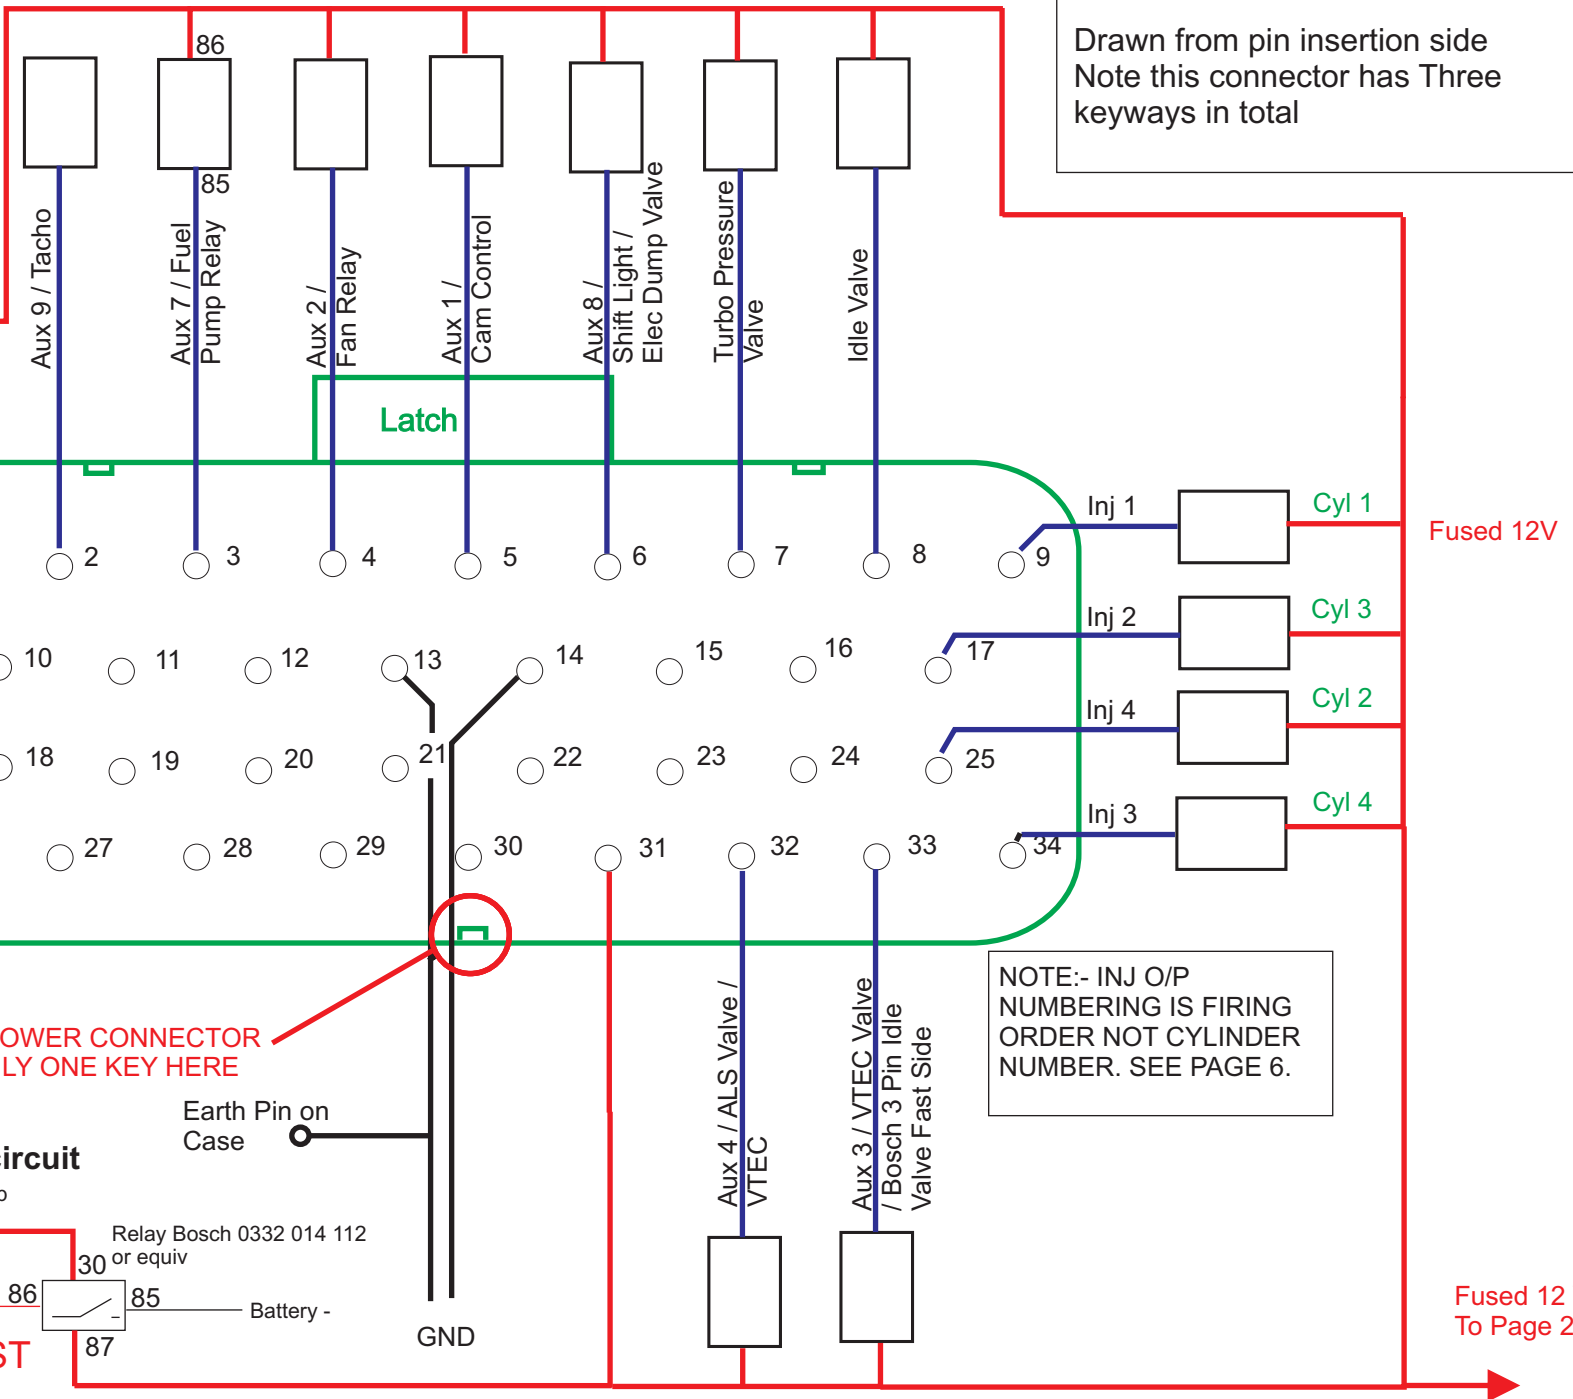 Drawn from pin insertion side
Note this connector has Three
keyways in total
86
85
Aux 9 / Tacho
Aux 7 / Fuel
Pump Relay
Aux 2 /
Fan Relay
Aux 1 /
Cam Control
Aux 8 /
Shift Light /
Elec Dump Valve
Turbo Pressure
Valve
Idle Valve
Latch
Inj 1
Cyl 1
Fused 12V
2
3
4
5
6
7
8
9
Inj 2
Cyl 3
10
11
12
13
14
15
16
17
Inj 4
Cyl 2
18
19
20
21
22
23
24
25
Inj 3
Cyl 4
27
28
29
30
31
32
33
34
NOTE:- INJ O/P
NUMBERING IS FIRING
ORDER NOT CYLINDER
NUMBER. SEE PAGE 6.
OWER CONNECTOR
LY ONE KEY HERE
Earth Pin on
Case
Aux 4 / ALS Valve /
VTEC
Aux 3 / VTEC Valve
/ Bosch 3 Pin Idle
Valve Fast Side
circuit
Relay Bosch 0332 014 112
or equiv
30
86
85
Battery -
87
ST
GND
Fused 12
To Page 2